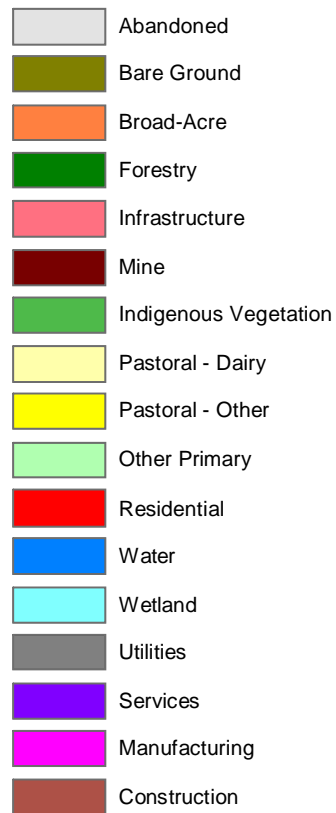 Abandoned
Bare Ground
Broad-Acre
Forestry
Infrastructure
Mine
Indigenous Vegetation
Pastoral - Dairy
Pastoral - Other
Other Primary
Residential
Water
Wetland
Utilities
Services
Manufacturing
Construction